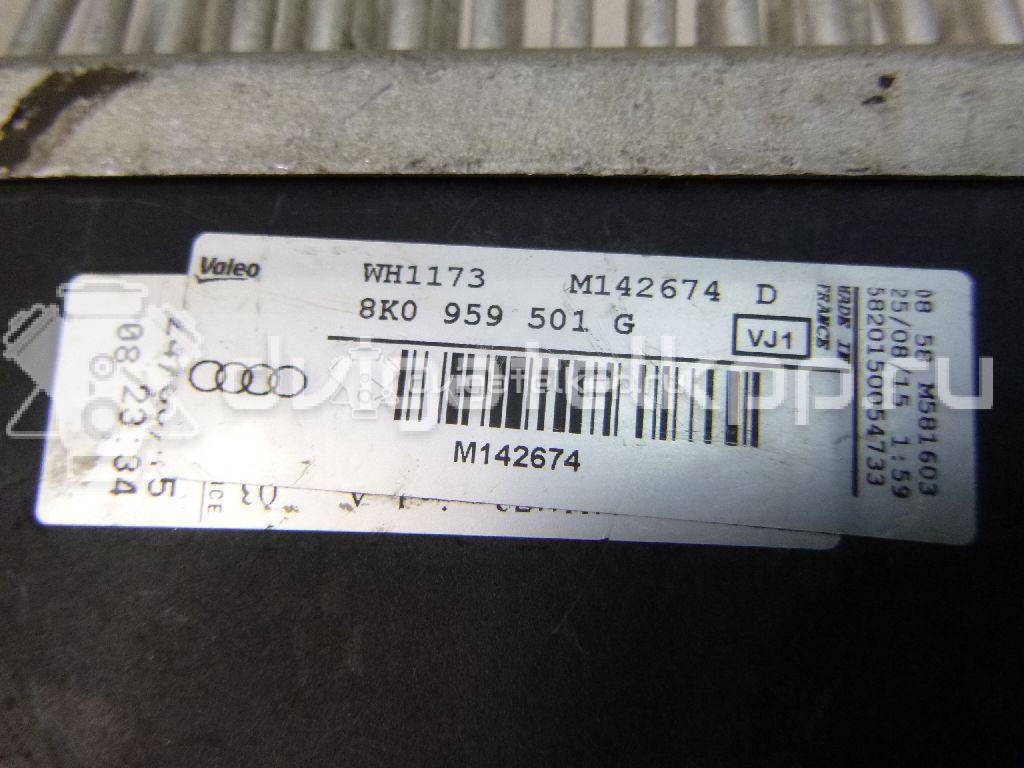 Valeo
WH1173 M142674 D
8K0 959 501 G
VJ1
MADE IN
FRANCE
M142674
08 58 M581603
25/08/15 1:59
5820150054733
08/23:34